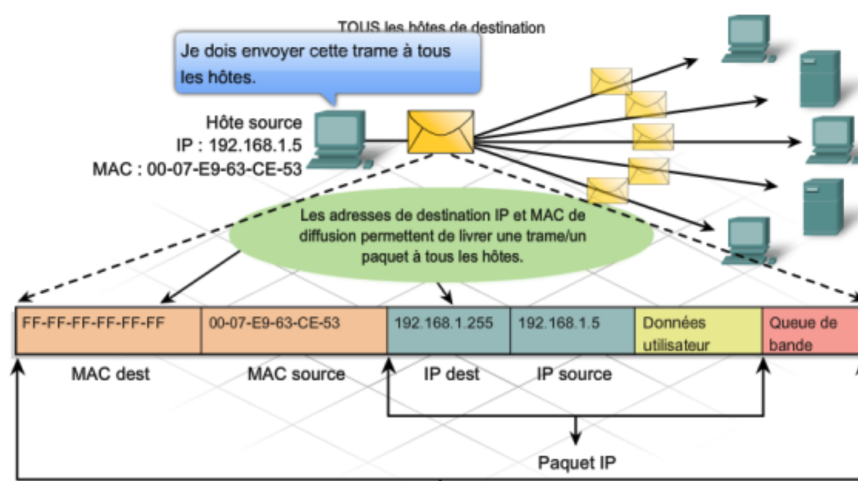 TOUS les hôtes de destination
Je dois envoyer cette trame à tous
les hôtes.
Hôte source
IP : 192.168.1.5
MAC : 00-07-E9-63-CE-53
Les adresses de destination IP et MAC de
diffusion permettent de livrer une trame/un
paquet à tous les hôtes.
FF-FF-FF-FF-FF-FF
00-07-E9-63-CE-53
192.168.1.255
192.168.1.5
Données
utilisateur
Queue de
bande
MAC dest
MAC source
IP dest
IP source
Paquet IP